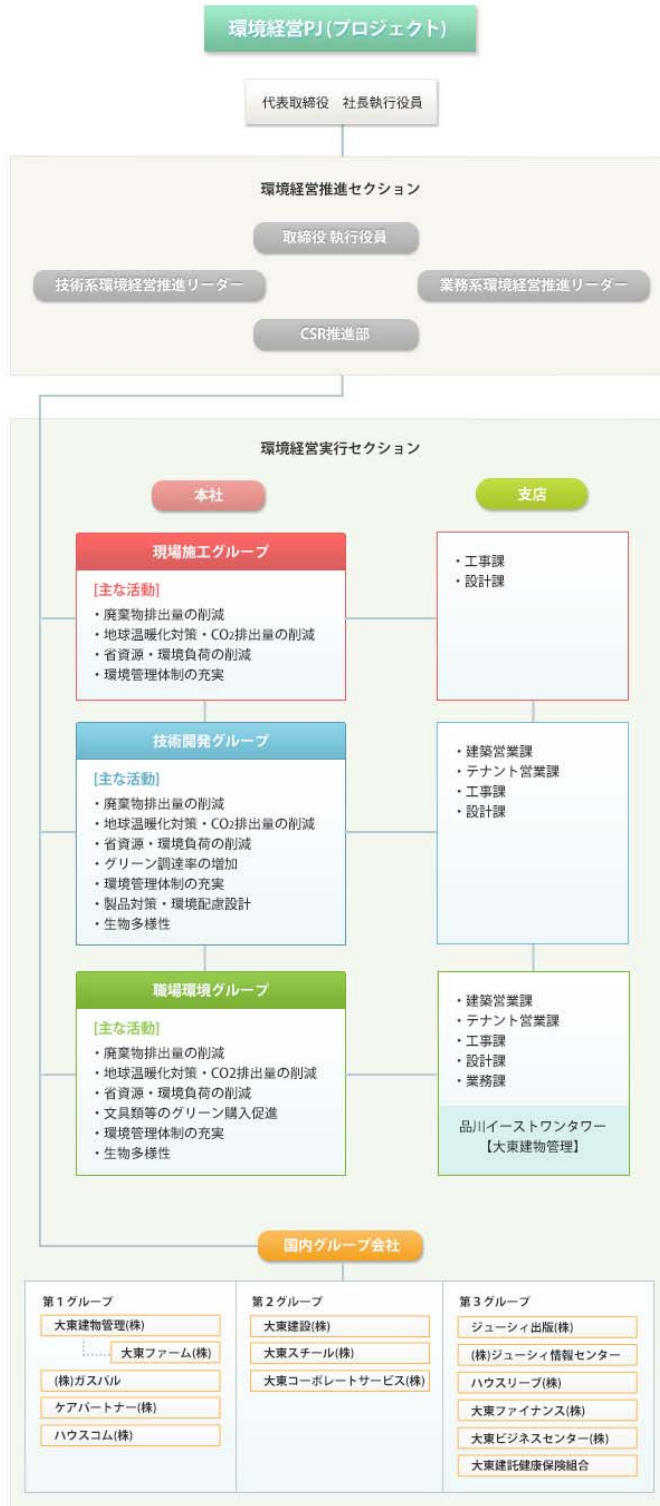 環境経営PJ(プロジェクト)
代表取締役　社長執行役員
環境経営推進セクション
取締役 執行役員
技術系環境経営推進リーダー
業務系環境経営推進リーダー
CSR推進部
環境経営実行セクション
本社
支店
現場施工グループ
[主な活動]
・廃棄物排出量の削減
・地球温暖化対策・CO₂排出量の削減
・省資源・環境負荷の削減
・環境管理体制の充実
・工事課
・設計課
技術開発グループ
[主な活動]
・廃棄物排出量の削減
・地球温暖化対策・CO₂排出量の削減
・省資源・環境負荷の削減
・グリーン調達率の増加
・環境管理体制の充実
・製品対策・環境配慮設計
・生物多様性
・建築営業課
・テナント営業課
・工事課
・設計課
職場環境グループ
[主な活動]
・廃棄物排出量の削減
・地球温暖化対策・CO2排出量の削減
・省資源・環境負荷の削減
・文具類等のグリーン購入促進
・環境管理体制の充実
・生物多様性
・建築営業課
・テナント営業課
・工事課
・設計課
・業務課
品川イーストワンタワー
【大東建物管理】
国内グループ会社
第１グループ
大東建物管理(株)
大東ファーム(株)
(株)ガスパル
ケアパートナー(株)
ハウスコム(株)
第２グループ
大東建設(株)
大東スチール(株)
大東コーポレートサービス(株)
第３グループ
ジューシィ出版(株)
(株)ジューシィ情報センター
ハウスリーブ(株)
大東ファイナンス(株)
大東ビジネスセンター(株)
大東建託健康保険組合